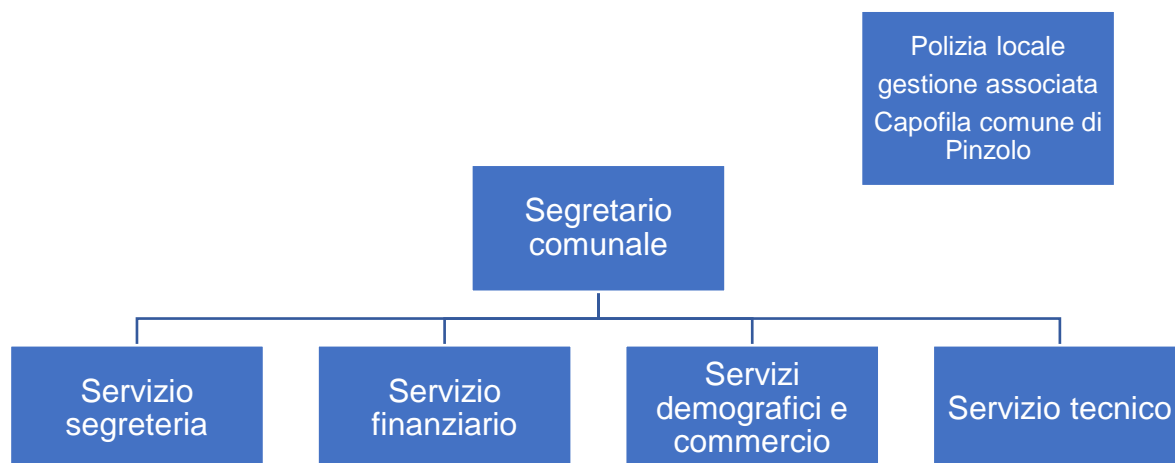 Polizia locale
gestione associata
Capofila comune di
Pinzolo
Segretario
comunale
Servizio
segreteria
Servizio
finanziario
Servizi
demografici e
commercio
Servizio tecnico